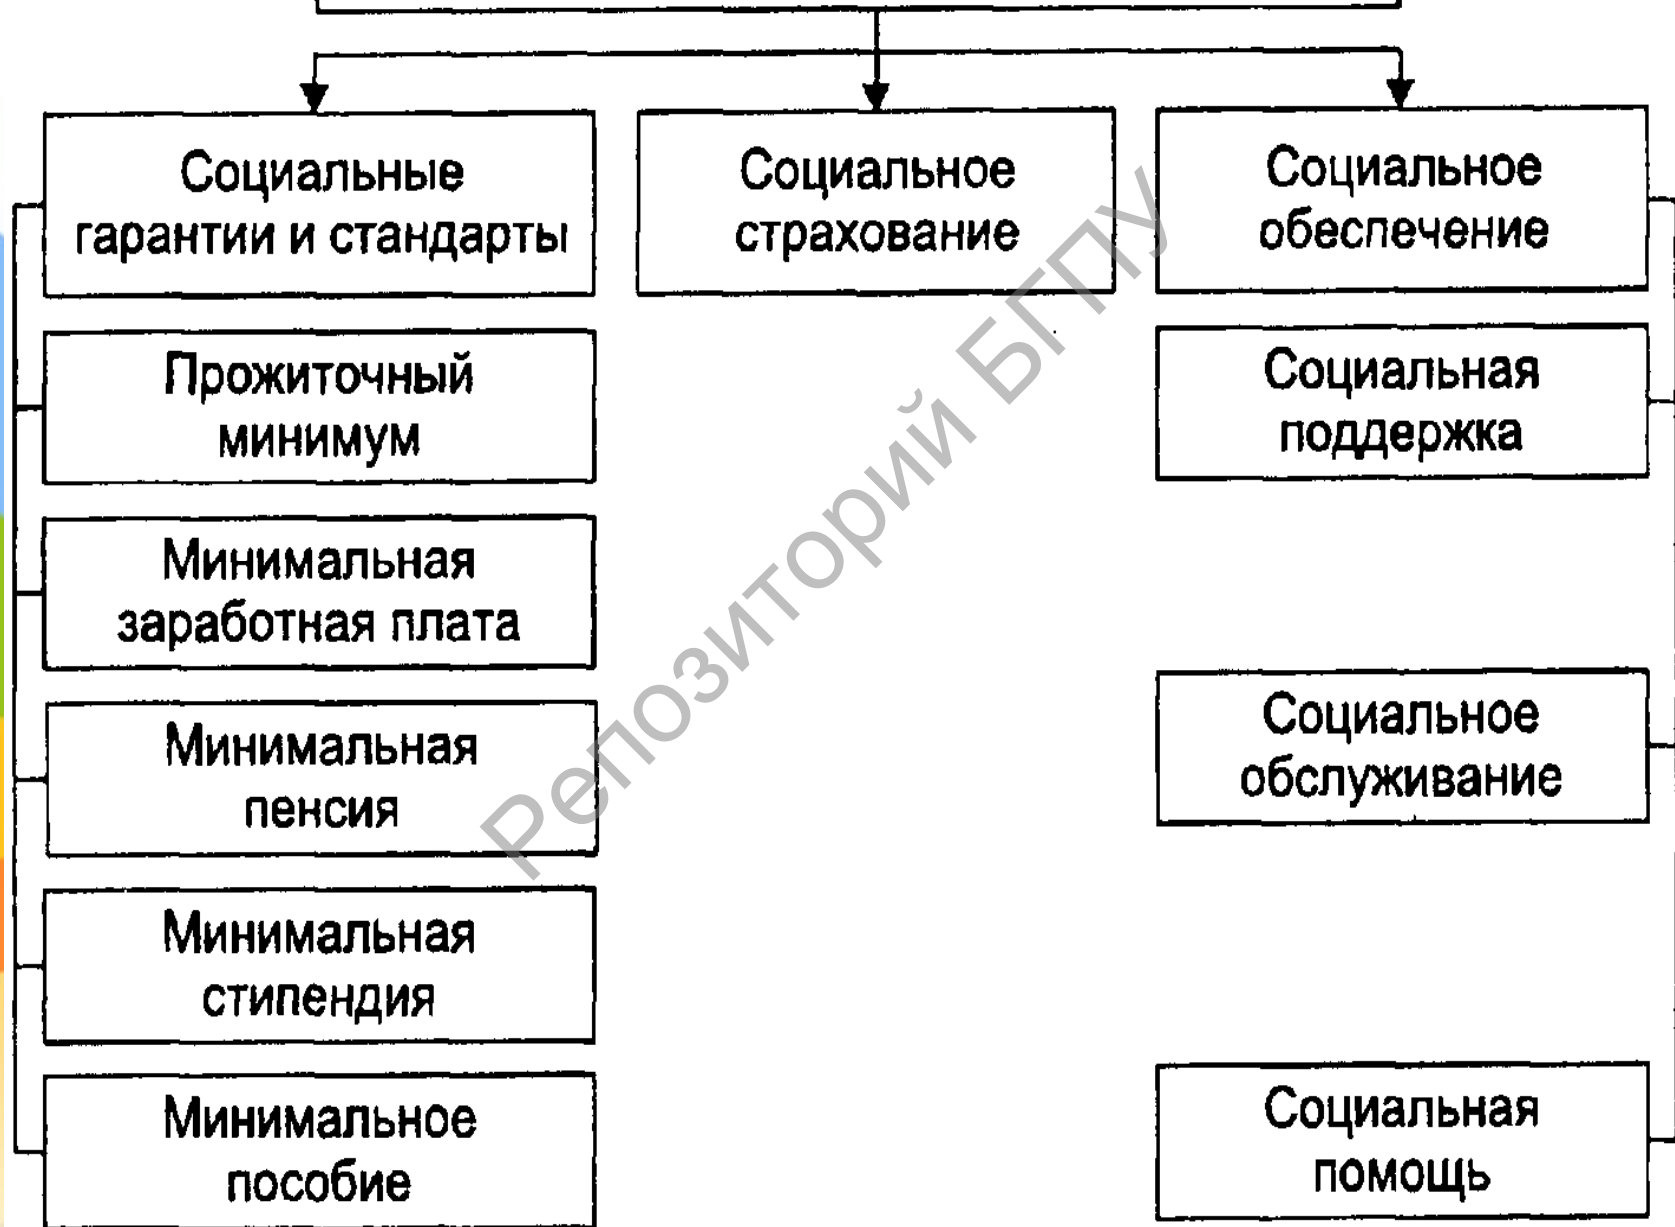 Социальные
гарантии и стандарты
Социальное
страхование
Социальное
обеспечение
Прожиточный
минимум
Социальная
поддержка
Минимальная
заработная плата
Минимальная
пенсия
Социальное
обслуживание
Минимальная
стипендия
Минимальное
пособие
Социальная
помощь
Репозиторий БГПУ